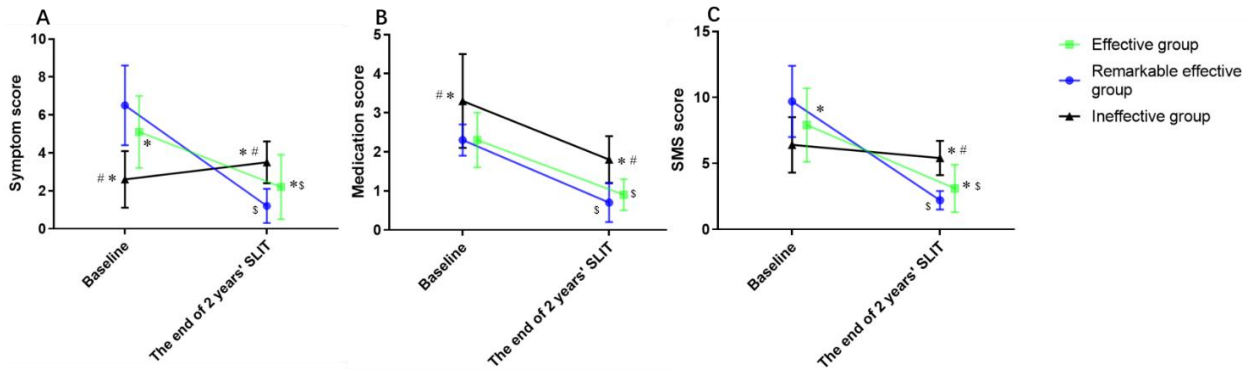 A
Symptom score
10
8
6
4
2
0
# *
*
* #
* $
$
Baseline
The end of 2 years' SLIT
B
Medication score
5
4
3
2
1
0
# *
* #
$
$
Baseline
The end of 2 years' SLIT
C
SMS score
15
10
5
0
*
* #
* $
$
Baseline
The end of 2 years' SLIT
Effective group
Remarkable effective
group
Ineffective group